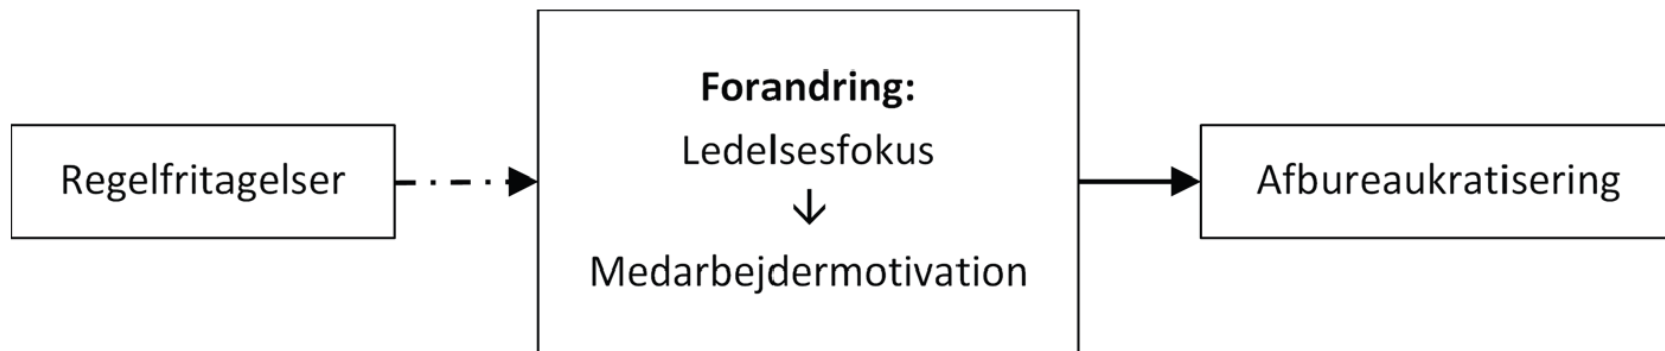 Regelfritagelser
Forandring:
Ledelsesfokus
↓
Medarbejdermotivation
Afbureaukratisering